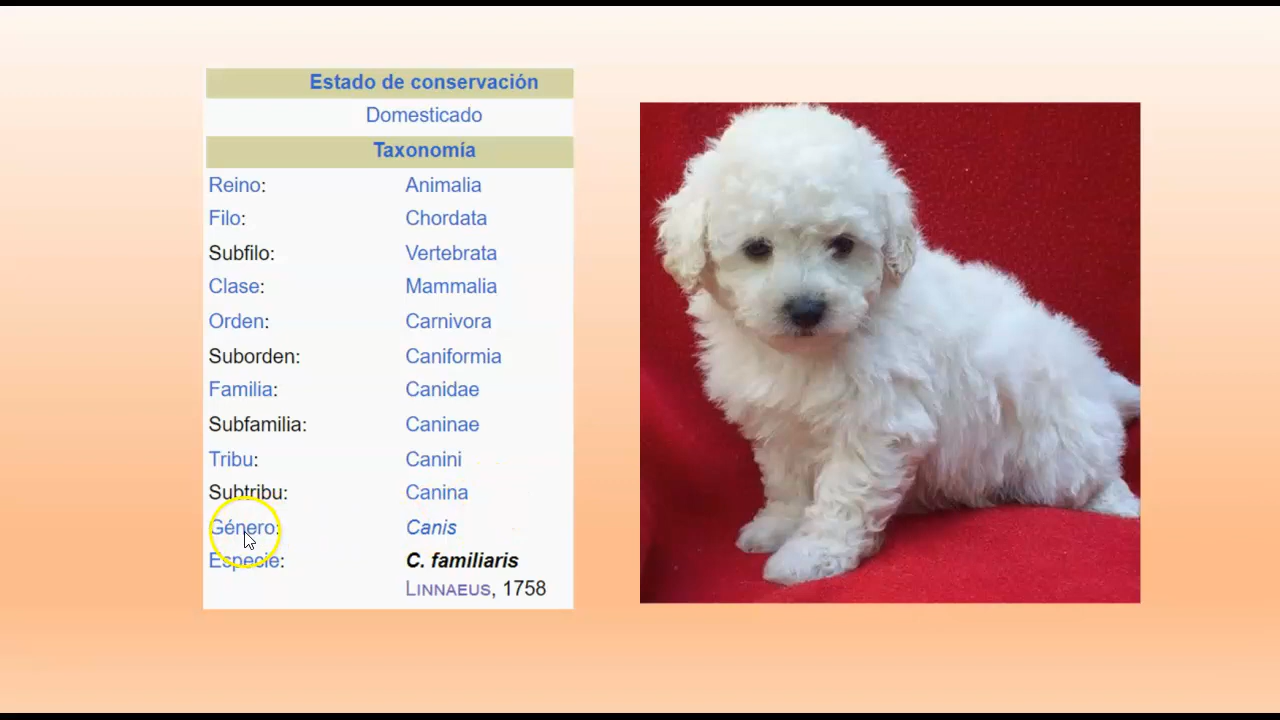 Estado de conservación
Domesticado
Taxonomía
Reino: Animalia
Filo: Chordata
Subfilo: Vertebrata
Clase: Mammalia
Orden: Carnivora
Suborden: Caniformia
Familia: Canidae
Subfamilia: Caninae
Tribu: Canini
Subtribu: Canina
Género: Canis
Especie: C. familiaris
LINNAEUS, 1758